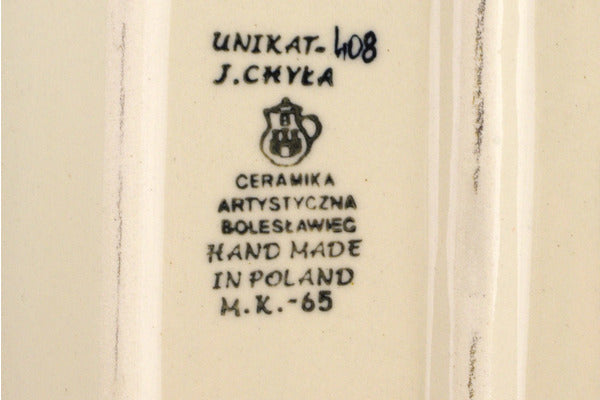 UNIKAT-408
J.CHYŁA
CERAMIKA
ARTYSTYCZNA
BOLESŁAWIEC
HAND MADE
IN POLAND
M.K.-65